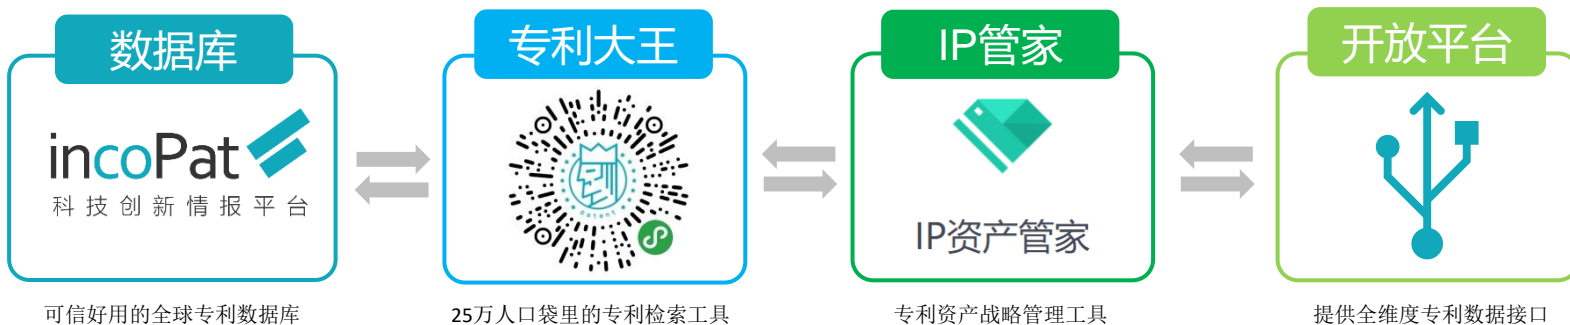 数据库
incoPat
科技创新情报平台
可信好用的全球专利数据库
专利大王
patent
25万人口袋里的专利检索工具
IP管家
IP资产管家
专利资产战略管理工具
开放平台
提供全维度专利数据接口